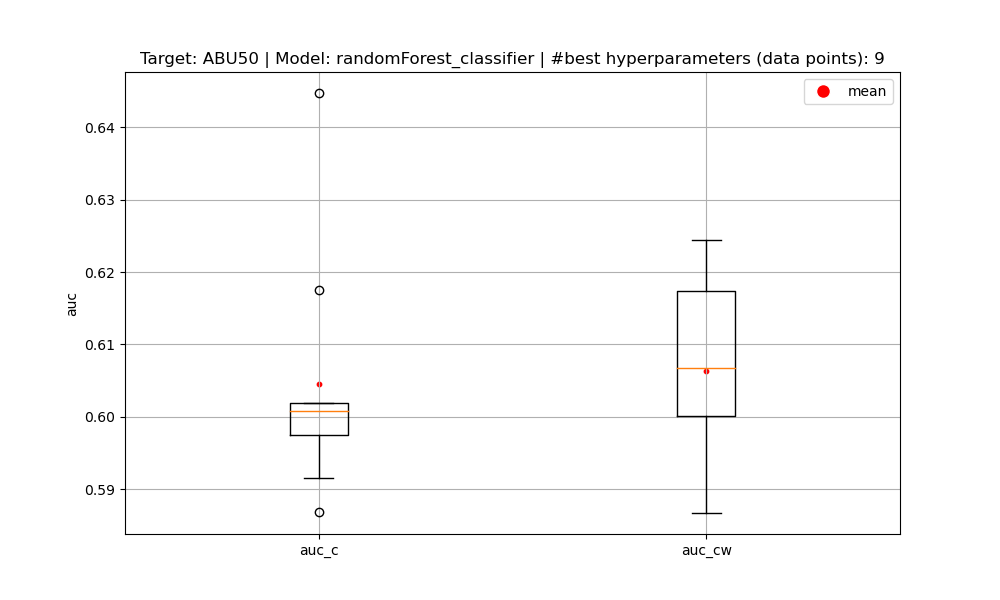 Target: ABU50 | Model: randomForest_classifier | #best hyperparameters (data points): 9
mean
0.64
0.63
0.62
0.61
0.60
0.59
auc
auc_c
auc_cw